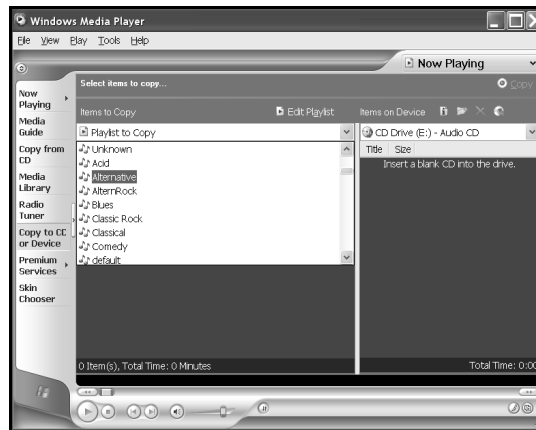 Windows Media Player
File View Play Tools Help
Now Playing
Select items to copy...
Copy
Now
Playing
Media
Guide
Copy from
CD
Media
Library
Radio
Tuner
Copy to CD
or Device
Premium
Services
Skin
Chooser
Items to Copy
Edit Playlist
Items on Device
Playlist to Copy
CD Drive (E:) - Audio CD
Unknown
Acid
Alternative
AlternRock
Blues
Classic Rock
Classical
Comedy
default
Title Size
Insert a blank CD into the drive.
0 Item(s), Total Time: 0 Minutes
Total Time: 0:00